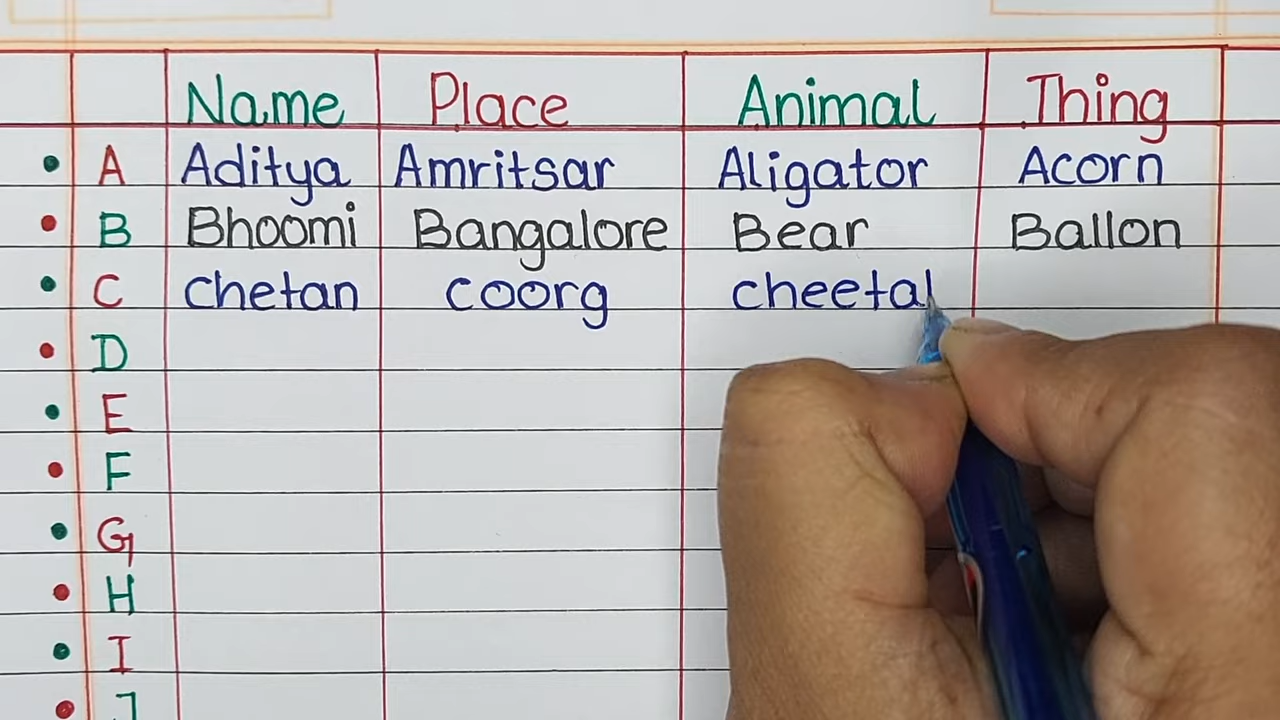 Name Place Animal Thing
A Aditya Amritsar Aligator Acorn
B Bhoomi Bangalore Bear Ballon
C chetan coorg cheetal
D
E
F
G
H
I
J